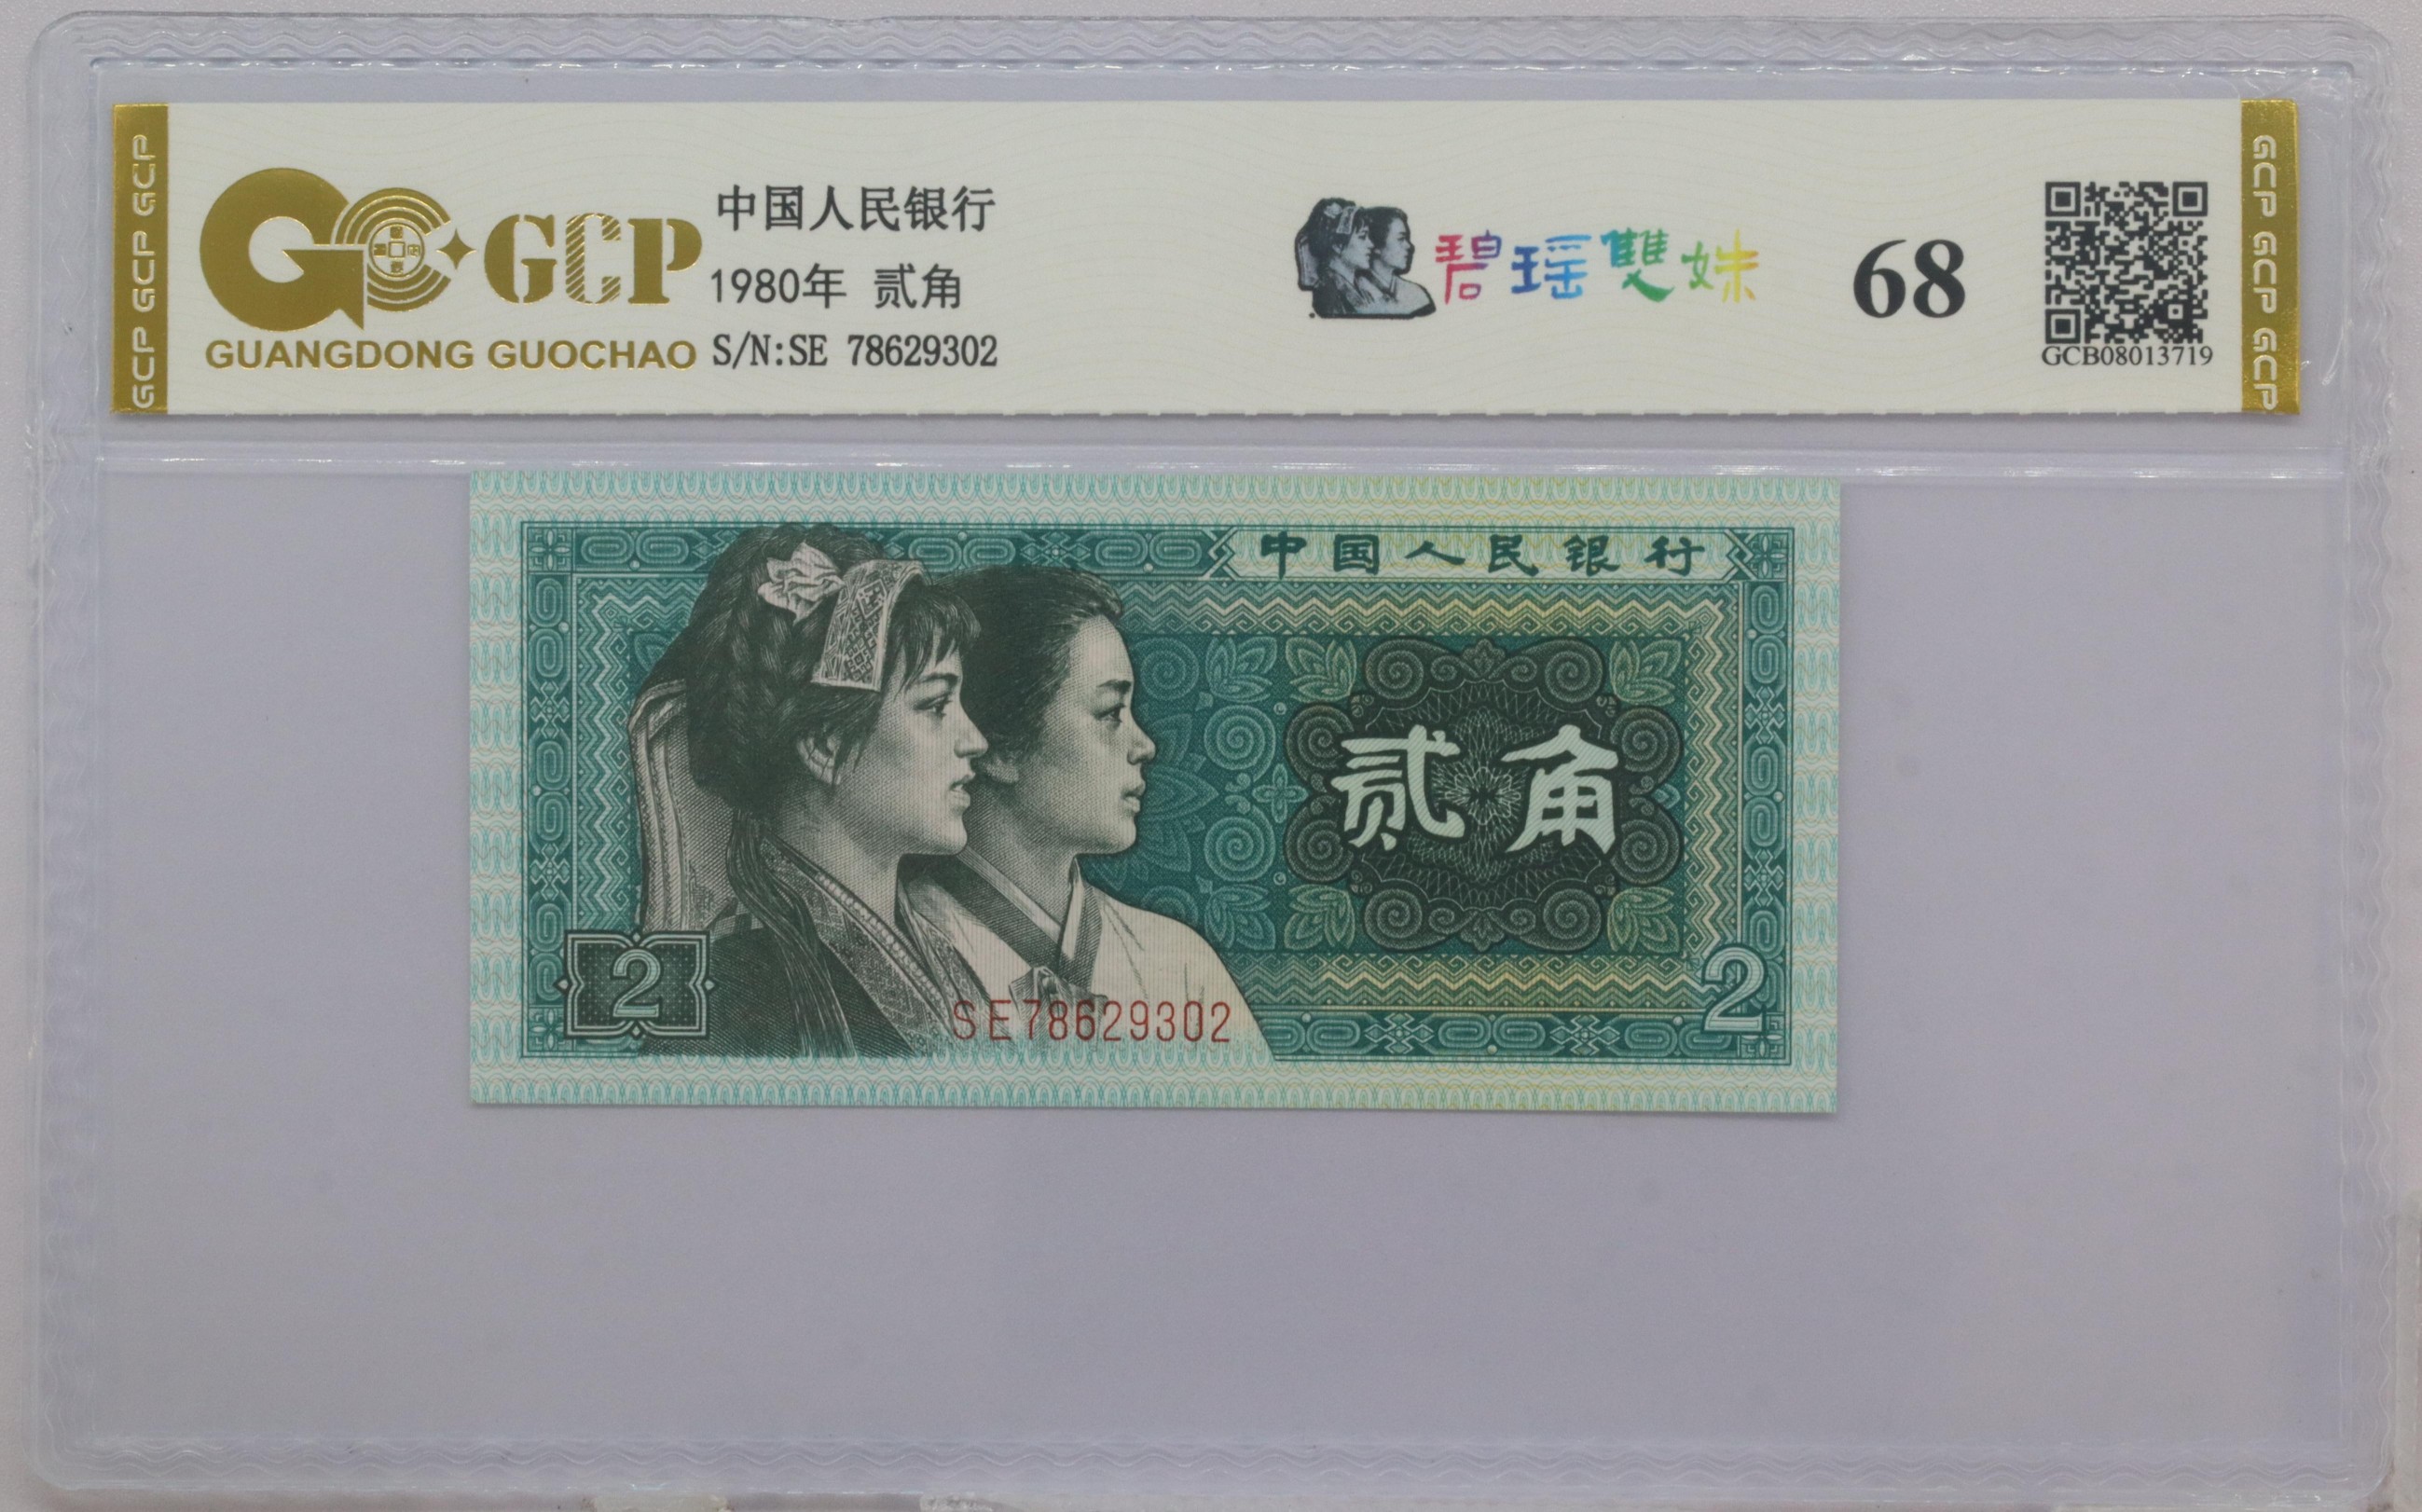 GCP GCP GCP
GCP
GUANGDONG GUOCHAO
中国人民银行
1980年 贰角
S/N:SE 78629302
碧瑶雙妹
68
GCB08013719
GCP GCP GCP
中国人民银行
贰角
2
SE78629302
2